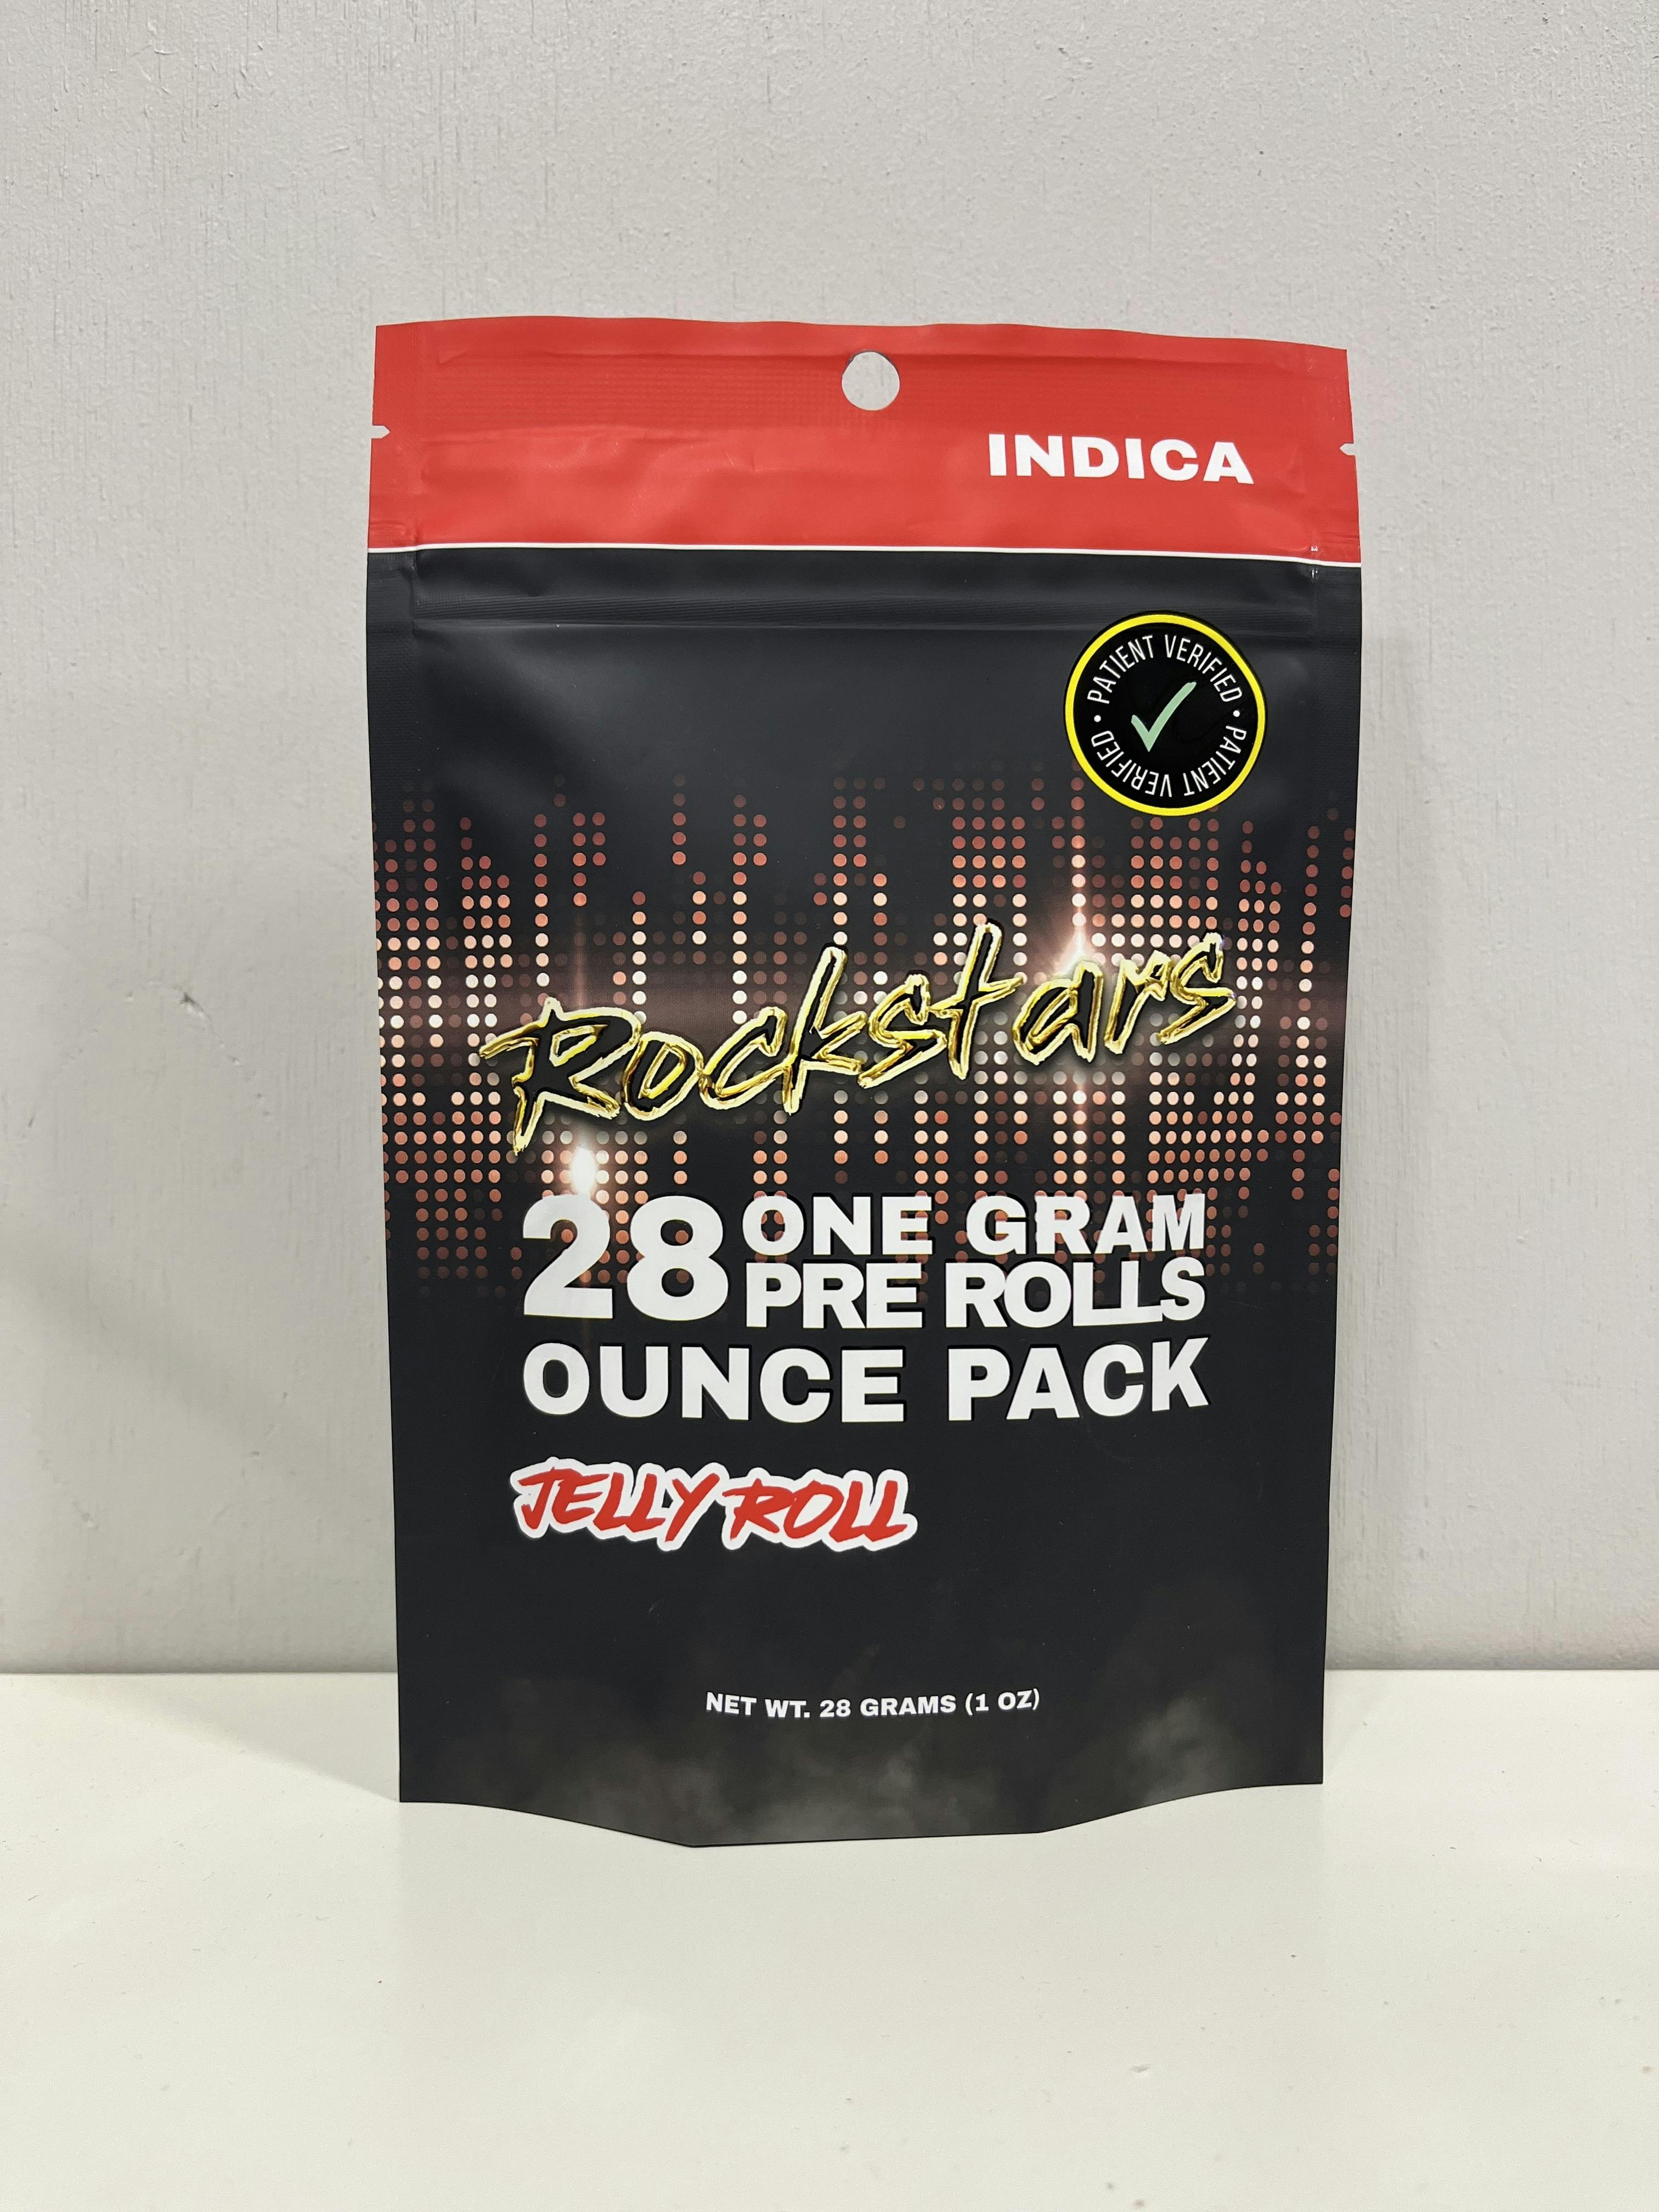 INDICA
PATIENT VERIFIED • PATIENT VERIFIED •
Rockstars
28 ONE GRAM
PRE ROLLS
OUNCE PACK
JELLY ROLL
NET WT. 28 GRAMS (1 OZ)